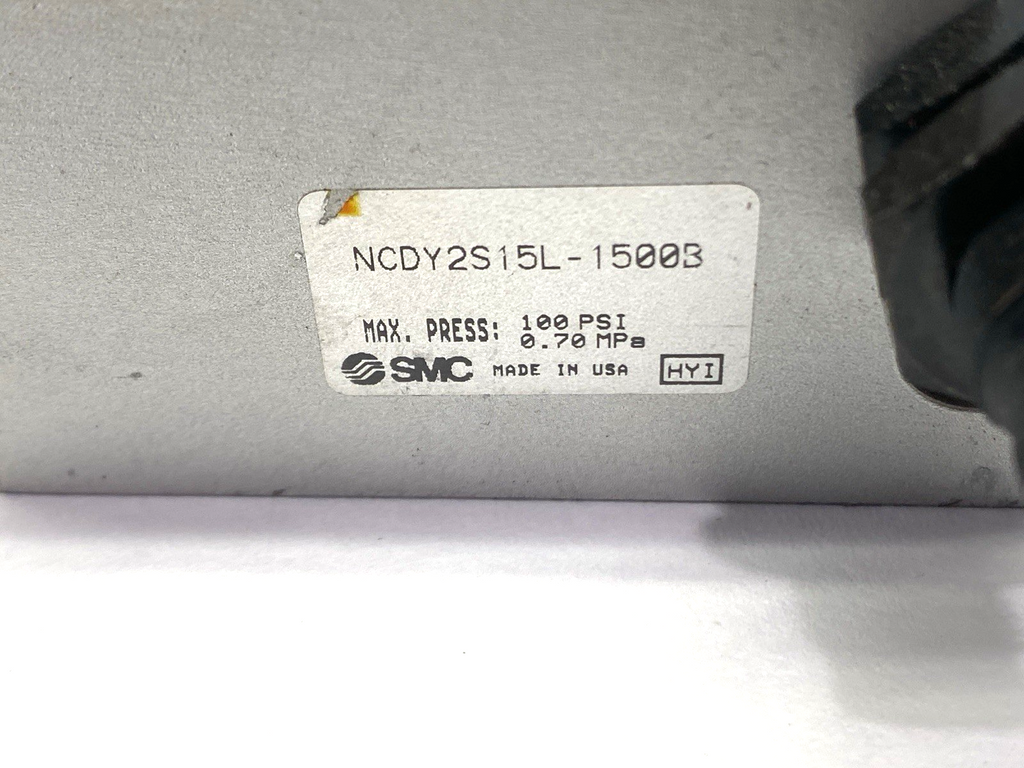 NCDY2S15L-1500B
MAX. PRESS: 100 PSI
0.70 MPa
SMC MADE IN USA HYI